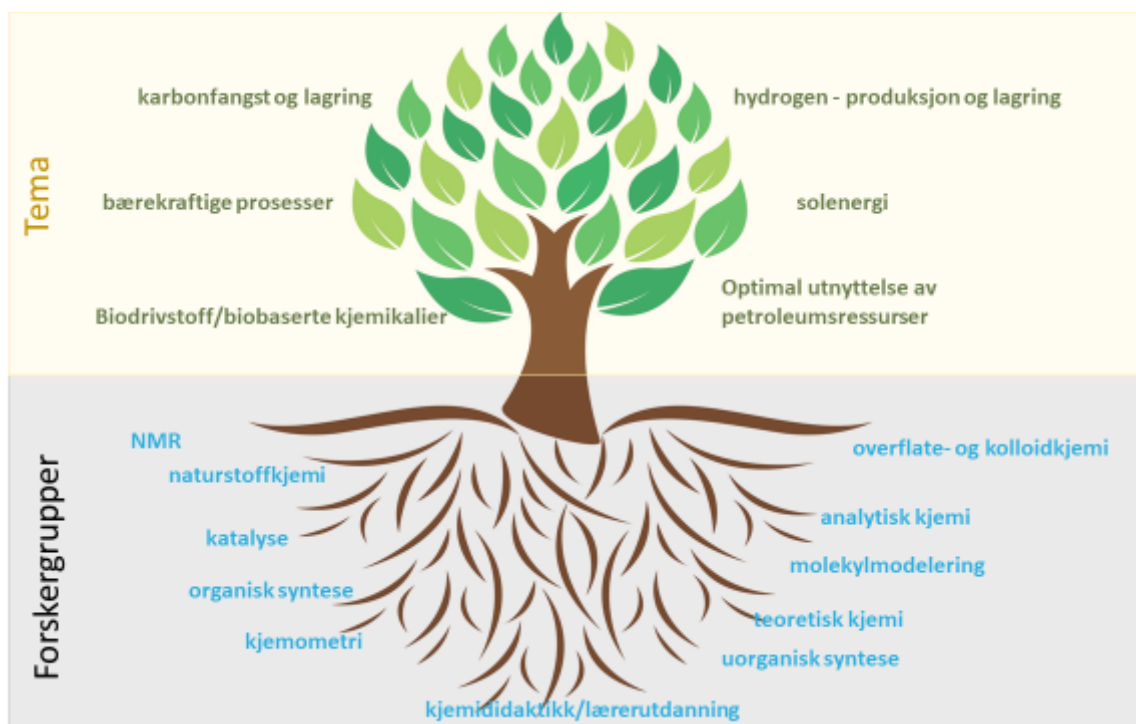 Tema
karbonfangst og lagring
hydrogen - produksjon og lagring
bærekraftige prosesser
solenergi
Biodrivstoff/biobaserte kjemikalier
Optimal utnyttelse av
petroleumsressurser
Forskergrupper
NMR
overflate- og kolloidkjemi
naturstoffkjemi
analytisk kjemi
katalyse
molekylmodelering
organisk syntese
teoretisk kjemi
kjemometri
uorganisk syntese
kjemididaktikk/lærerutdanning